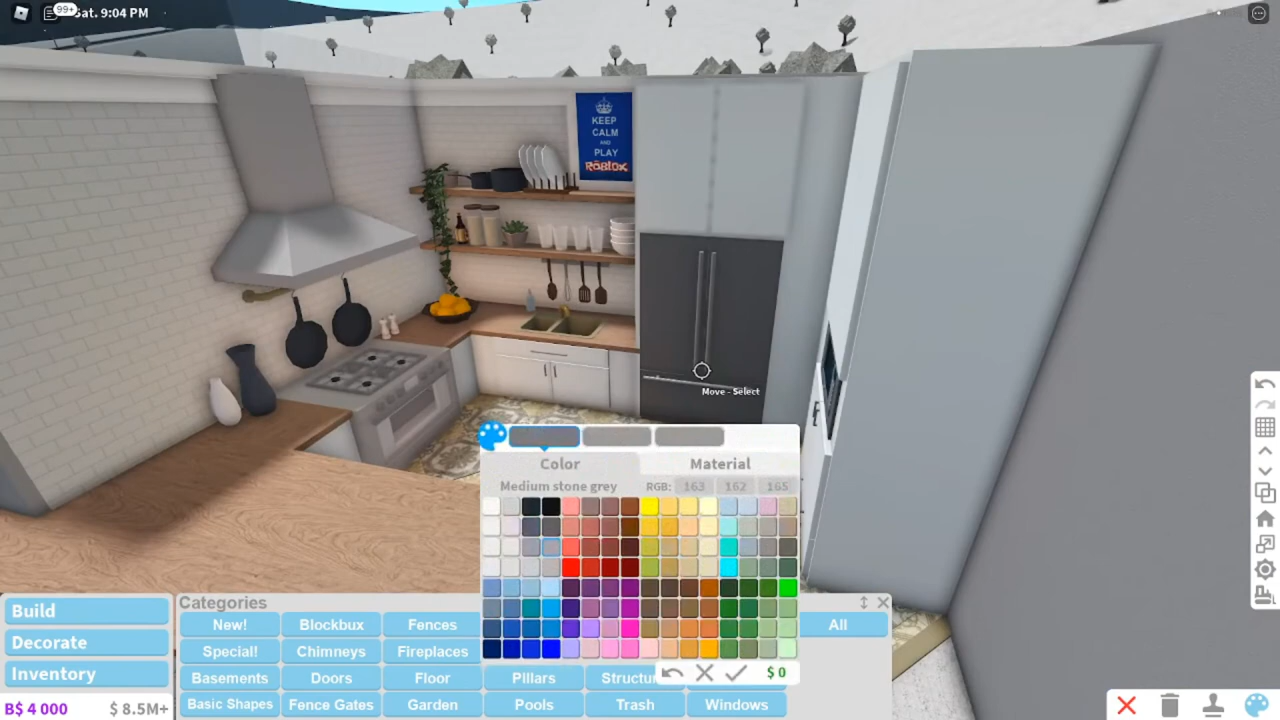 99+
Sat. 9:04 PM
KEEP
CALM
AND
PLAY
ROBLOX
Move - Select
Color
Material
Medium stone grey
RGB: 163 162 165
Build
Decorate
Inventory
B$ 4 000
$ 8.5M+
Categories
New!
Blockbux
Fences
All
Special!
Chimneys
Fireplaces
Basements
Doors
Floor
Pillars
Structu
$ 0
Basic Shapes
Fence Gates
Garden
Pools
Trash
Windows